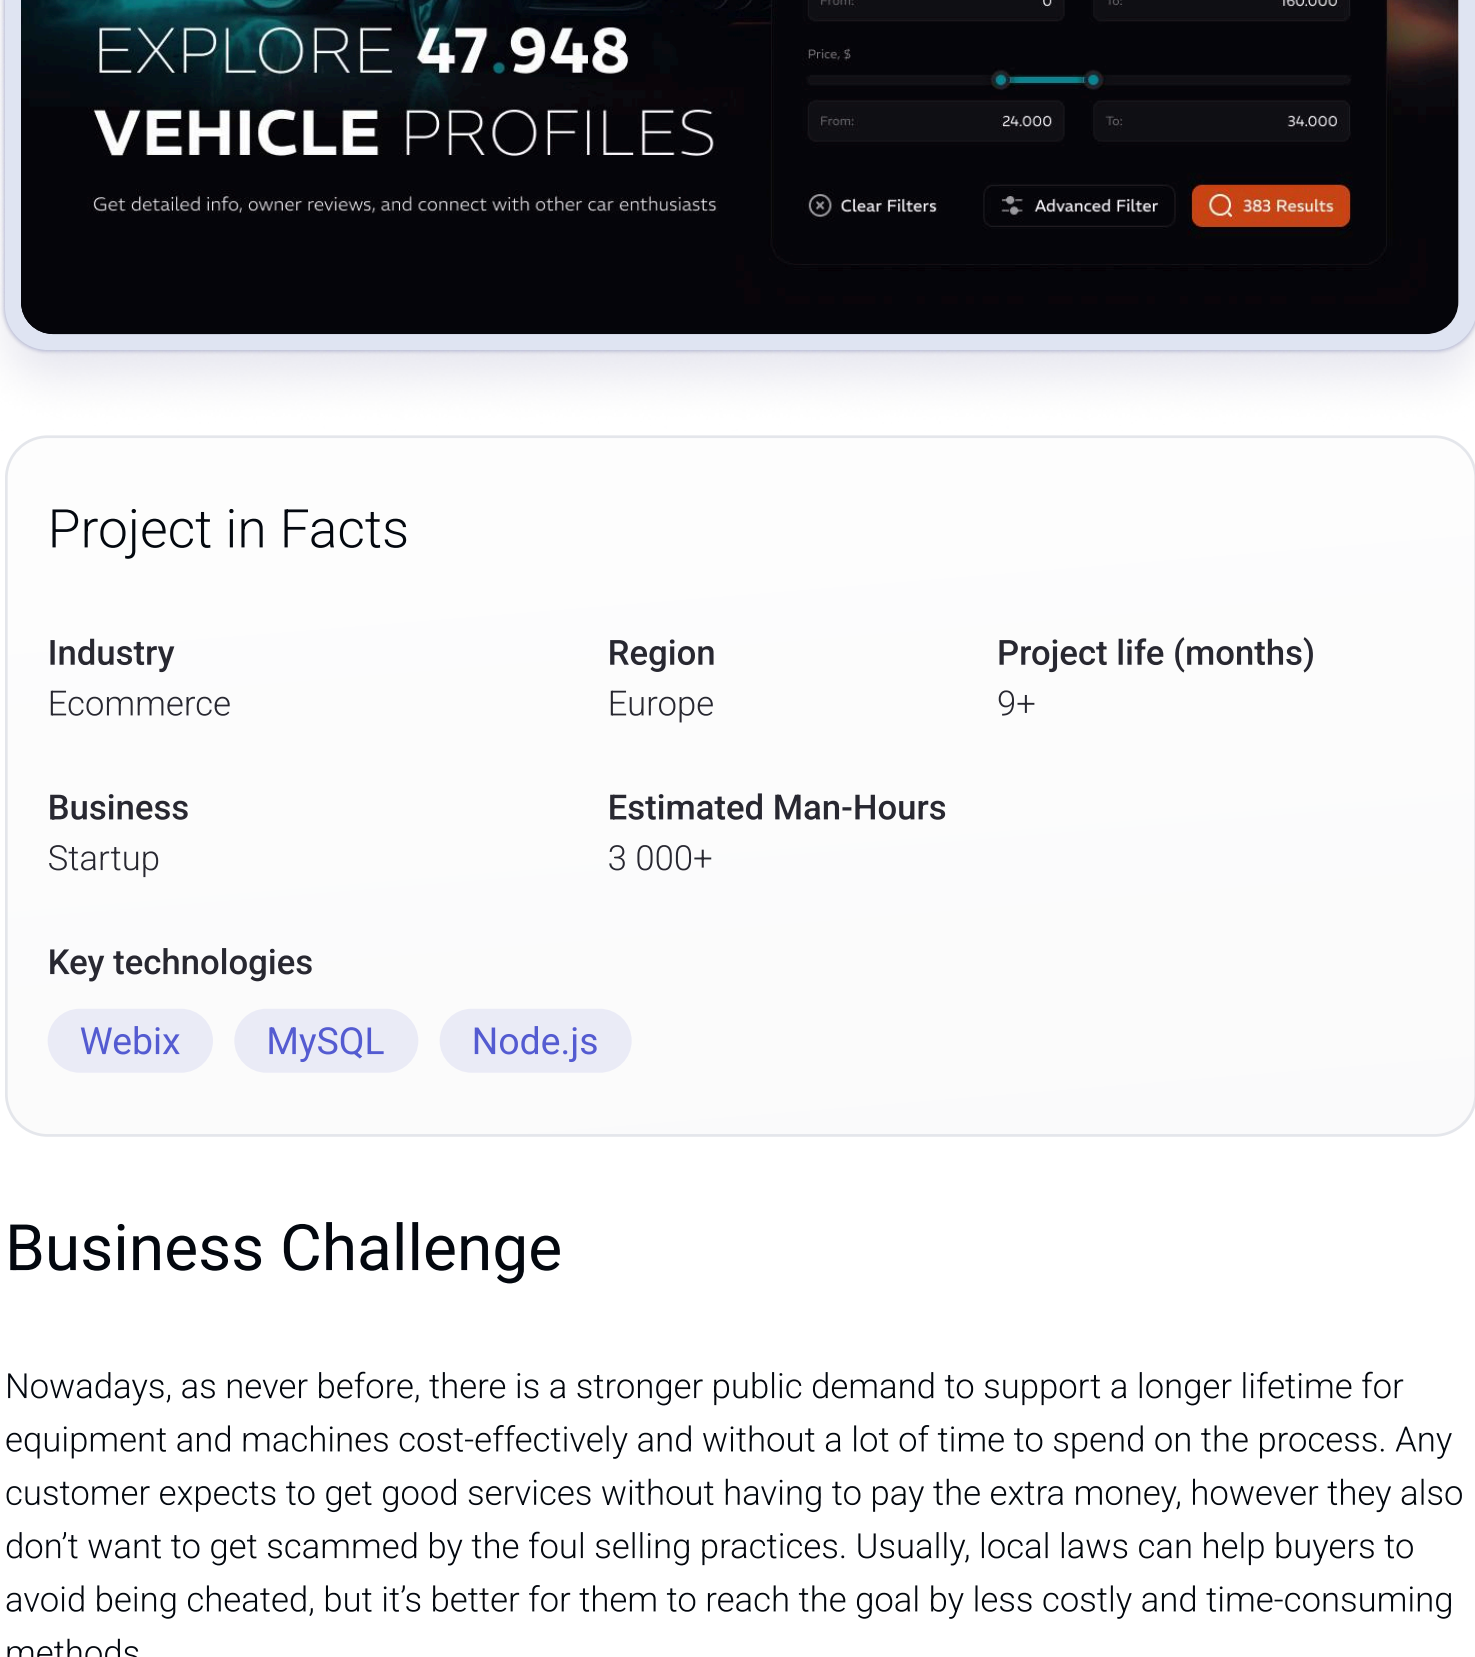 From: 0 To: 160.000
EXPLORE 47.948
VEHICLE PROFILES
Get detailed info, owner reviews, and connect with other car enthusiasts
Price, $
From: 24.000 To: 34.000
Clear Filters Advanced Filter 383 Results
Project in Facts
Industry Region Project life (months)
Ecommerce Europe 9+
Business Estimated Man-Hours
Startup 3 000+
Key technologies
Webix MySQL Node.js
Business Challenge
Nowadays, as never before, there is a stronger public demand to support a longer lifetime for
equipment and machines cost-effectively and without a lot of time to spend on the process. Any
customer expects to get good services without having to pay the extra money, however they also
don’t want to get scammed by the foul selling practices. Usually, local laws can help buyers to
avoid being cheated, but it’s better for them to reach the goal by less costly and time-consuming
methods.